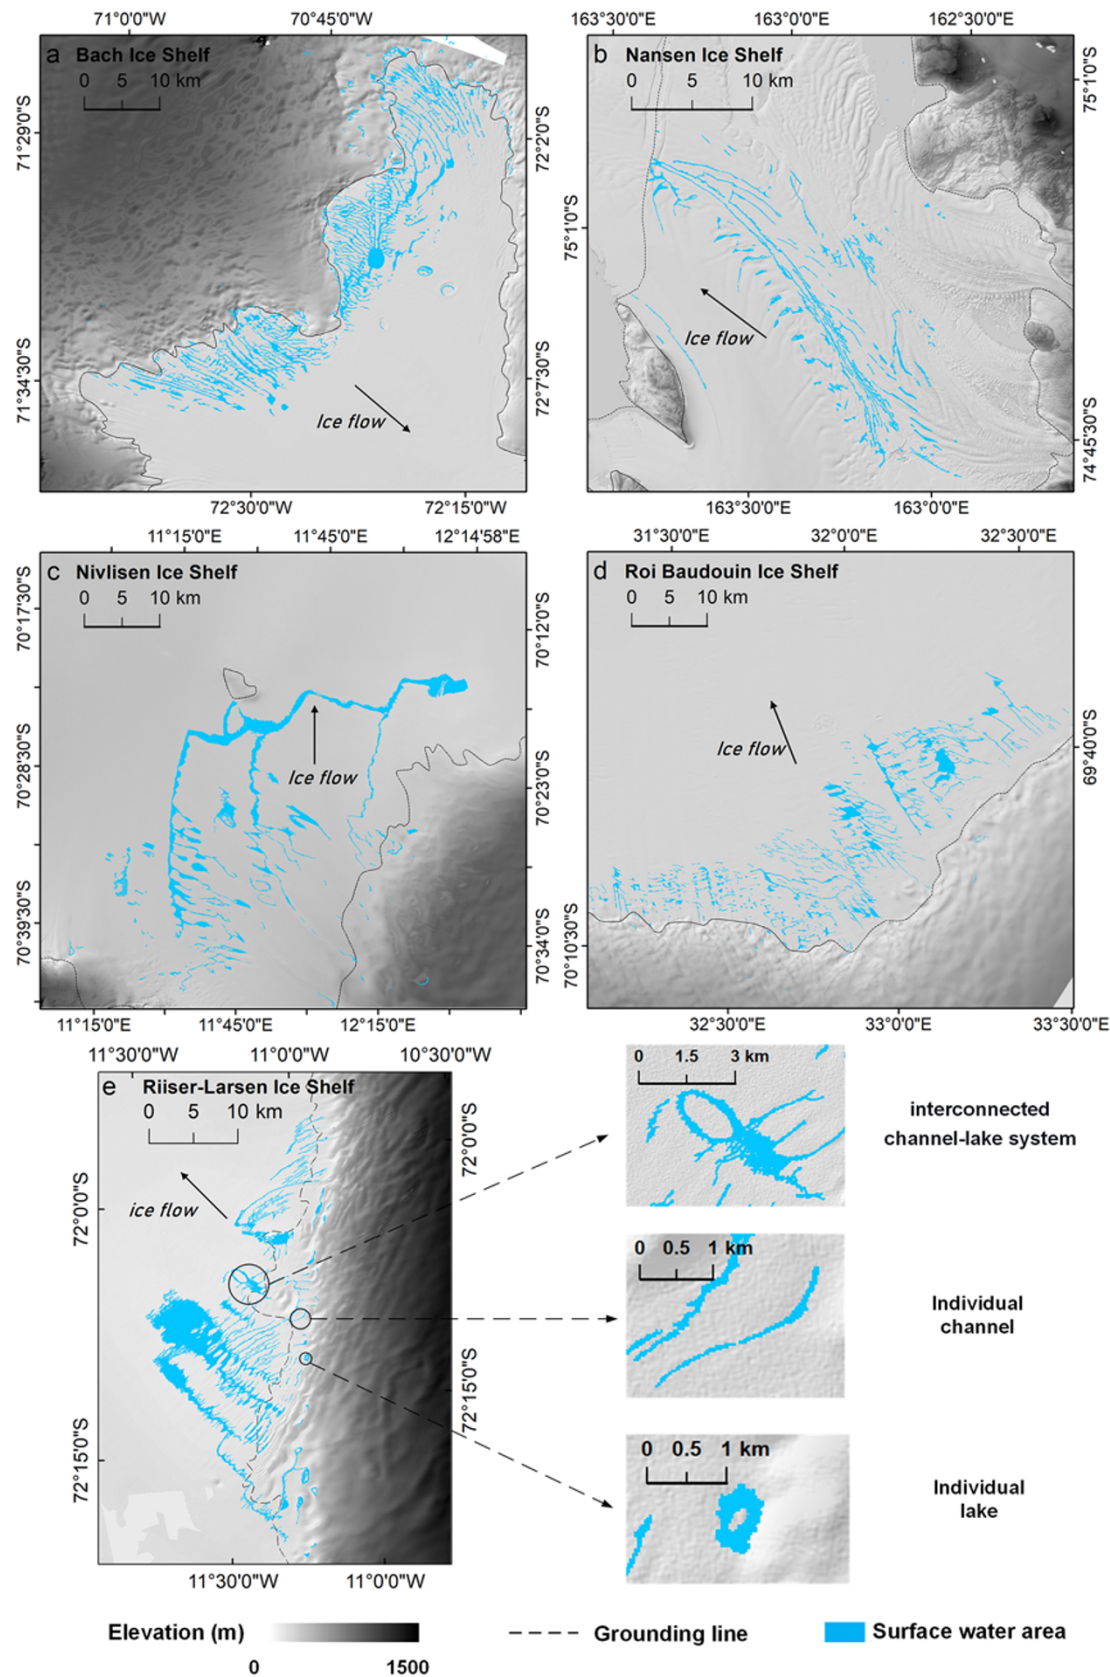 71°0'0"W 70°45'0"W
a Bach Ice Shelf
0 5 10 km
71°29'0"S
71°34'30"S
72°2'0"S
72°7'30"S
Ice flow
72°30'0"W 72°15'0"W
163°30'0"E 163°0'0"E 162°30'0"E
b Nansen Ice Shelf
0 5 10 km
75°1'0"S
75°1'0"S
74°45'30"S
Ice flow
163°30'0"E 163°0'0"E
11°15'0"E 11°45'0"E 12°14'58"E
c Nivlisen Ice Shelf
0 5 10 km
70°17'30"S
70°28'30"S
70°39'30"S
70°12'0"S
70°23'0"S
70°34'0"S
Ice flow
11°15'0"E 11°45'0"E 12°15'0"E
31°30'0"E 32°0'0"E 32°30'0"E
d Roi Baudouin Ice Shelf
0 5 10 km
70°10'30"S
69°40'0"S
Ice flow
32°30'0"E 33°0'0"E 33°30'0"E
11°30'0"W 11°0'0"W 10°30'0"W
e Riiser-Larsen Ice Shelf
0 5 10 km
72°0'0"S
72°15'0"S
72°0'0"S
72°15'0"S
ice flow
11°30'0"W 11°0'0"W
0 1.5 3 km
interconnected
channel-lake system
0 0.5 1 km
Individual
channel
0 0.5 1 km
Individual
lake
Elevation (m)
0 1500
Grounding line
Surface water area